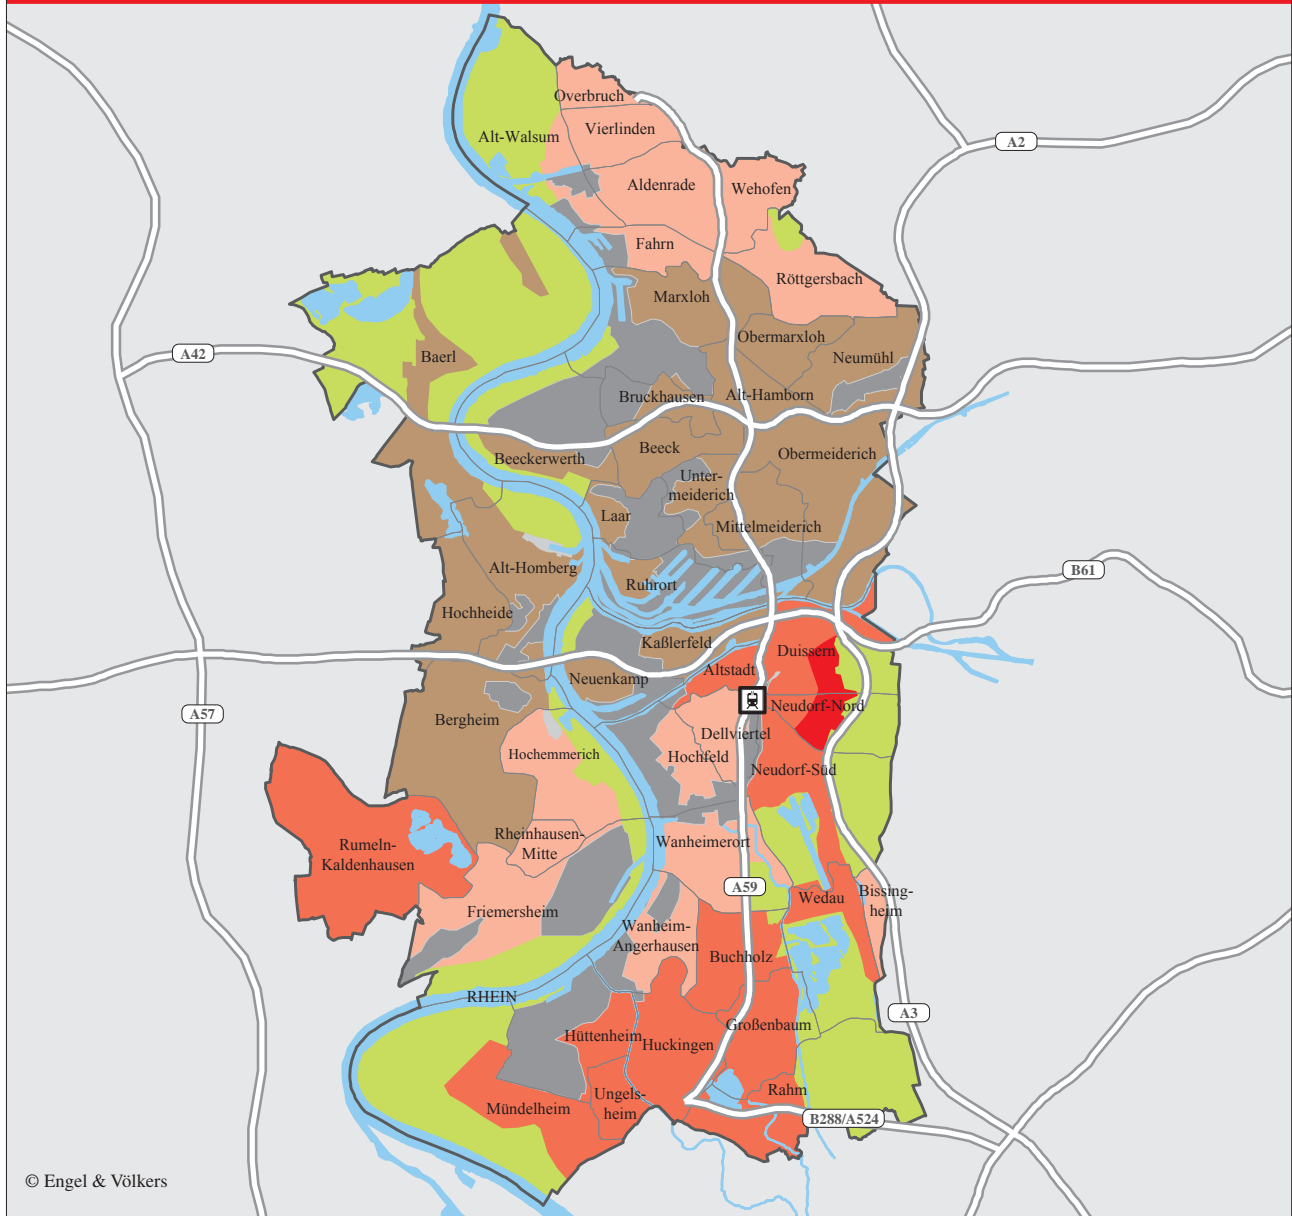 Overbruch
Vierlinden
Alt-Walsum
A2
Aldenrade
Wehofen
Fahrn
Röttgersbach
Marxloh
Obermarxloh
A42
Baerl
Neumühl
Bruckhausen
Alt-Hamborn
Beeck
Obermeiderich
Beeckerwerth
Unter-
meiderich
Laar
Mittelmeiderich
Alt-Homberg
B61
Ruhrort
Hochheide
Kaßlerfeld
Duissern
Altstadt
Neuenkamp
Neudorf-Nord
A57
Bergheim
Dellviertel
Hochemmerich
Hochfeld
Neudorf-Süd
Rheinhausen-
Mitte
Wanheimerort
Rumeln-
Kaldenhausen
A59
Wedau
Bissing-
heim
Friemersheim
Wanheim-
Angerhausen
Buchholz
RHEIN
A3
Großenbaum
Hüttenheim
Huckingen
Rahm
Ungels-
heim
Mündelheim
B288/A524
© Engel & Völkers